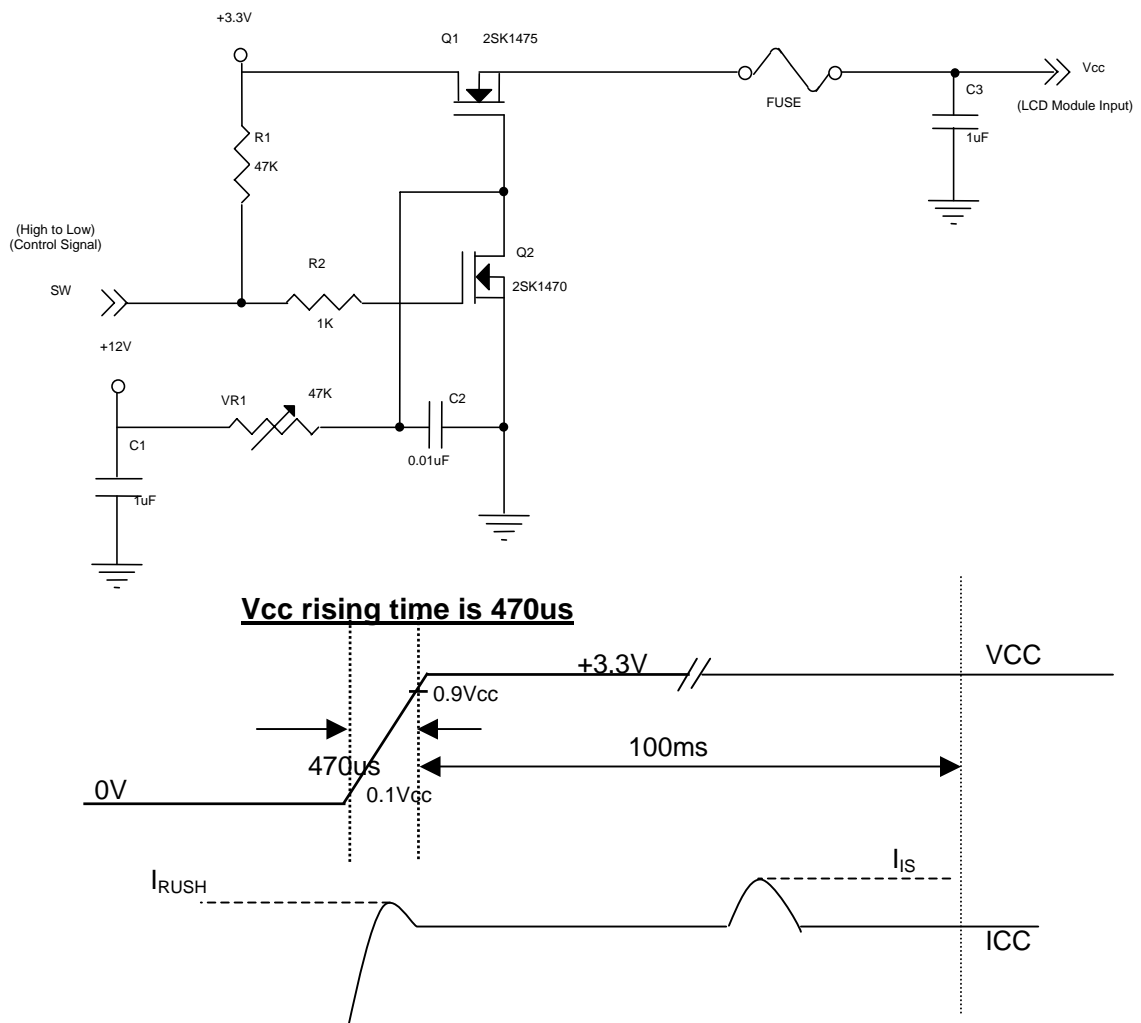 +3.3V
Q1 2SK1475
Vcc
FUSE
C3
(LCD Module Input)
R1
47K
1uF
(High to Low)
(Control Signal)
Q2
R2
2SK1470
SW
1K
+12V
VR1
47K
C2
C1
0.01uF
1uF
Vcc rising time is 470us
+3.3V
VCC
0.9Vcc
100ms
470us
0V
0.1Vcc
IRUSH
IIS
ICC